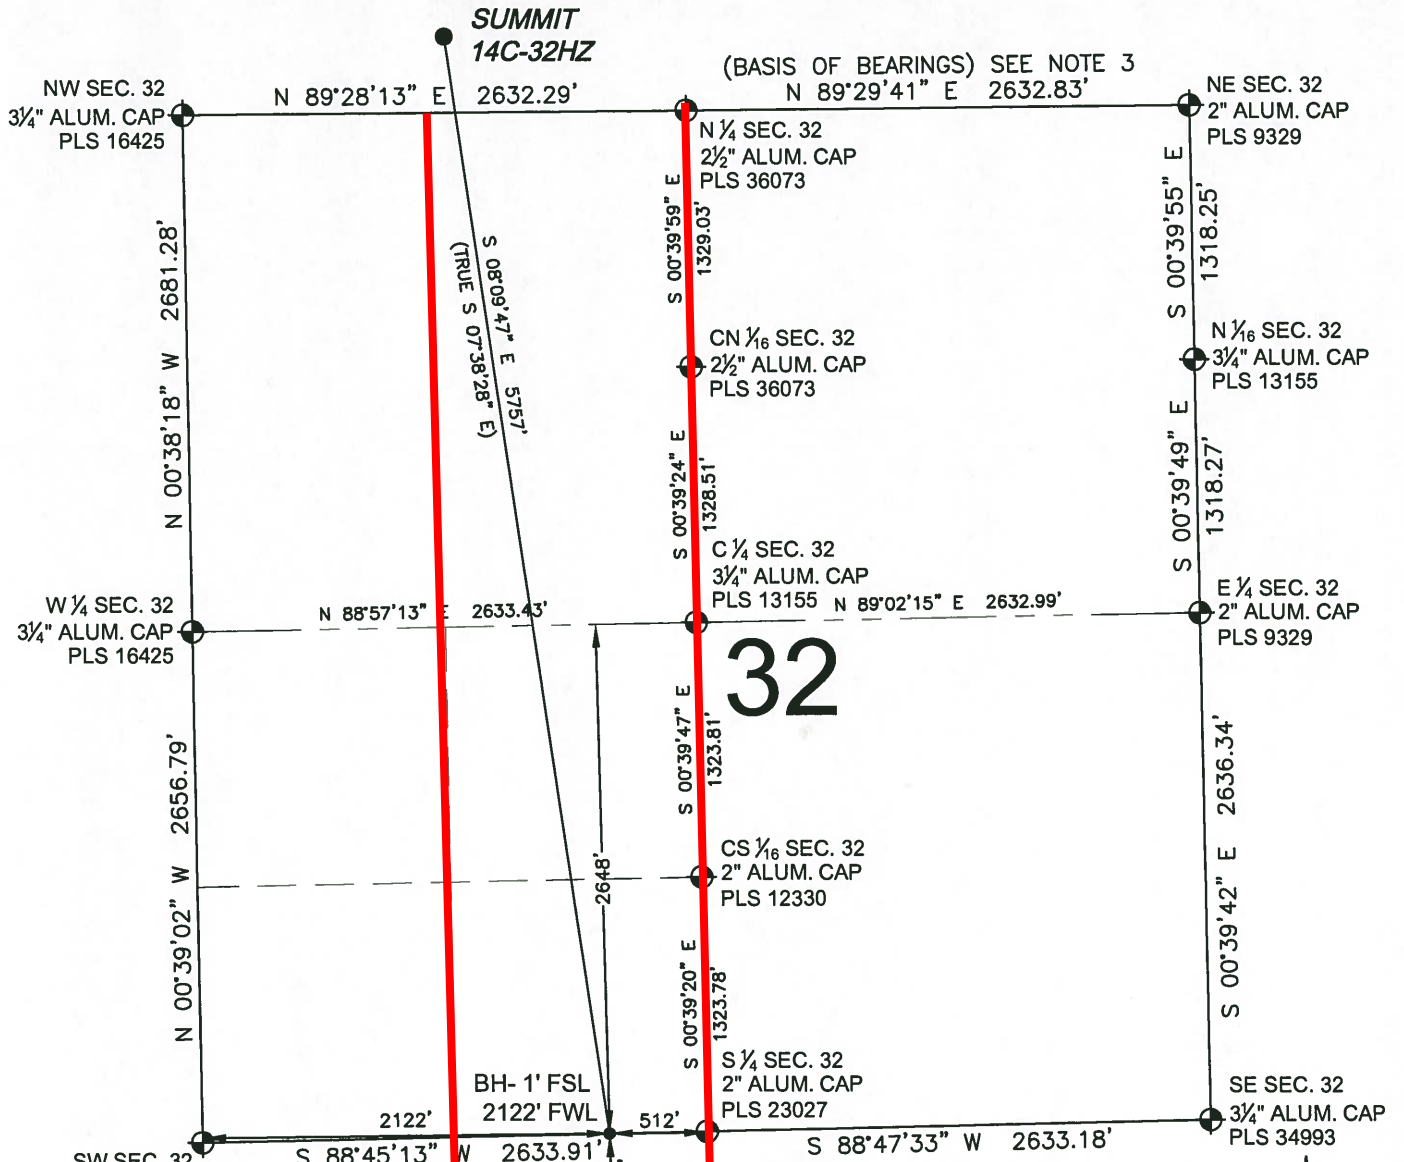 SUMMIT
14C-32HZ
(BASIS OF BEARINGS) SEE NOTE 3
NW SEC. 32
3¼" ALUM. CAP
PLS 16425
N 89°28'13" E 2632.29'
N 89°29'41" E 2632.83'
NE SEC. 32
2" ALUM. CAP
PLS 9329
N ¼ SEC. 32
2½" ALUM. CAP
PLS 36073
N 00°38'18" W 2681.28'
S 08°09'47" E 5757'
(TRUE S 07°38'28" E)
S 00°39'59" E
1329.03'
S 00°39'55" E
1318.25'
CN 1⁄16 SEC. 32
2½" ALUM. CAP
PLS 36073
N 1⁄16 SEC. 32
3¼" ALUM. CAP
PLS 13155
S 00°39'24" E
1328.51'
S 00°39'49" E
1318.27'
C ¼ SEC. 32
3¼" ALUM. CAP
PLS 13155
W ¼ SEC. 32
3¼" ALUM. CAP
PLS 16425
N 88°57'13" E 2633.43'
N 89°02'15" E 2632.99'
E ¼ SEC. 32
2" ALUM. CAP
PLS 9329
32
N 00°39'02" W 2656.79'
2648'
S 00°39'47" E
1323.81'
S 00°39'42" E 2636.34'
CS 1⁄16 SEC. 32
2" ALUM. CAP
PLS 12330
S 00°39'20" E
1323.78'
S ¼ SEC. 32
2" ALUM. CAP
PLS 23027
BH- 1' FSL
2122' FWL
2122'
512'
SE SEC. 32
3¼" ALUM. CAP
PLS 34993
SW SEC. 32
S 88°45'13" W 2633.91'
S 88°47'33" W 2633.18'